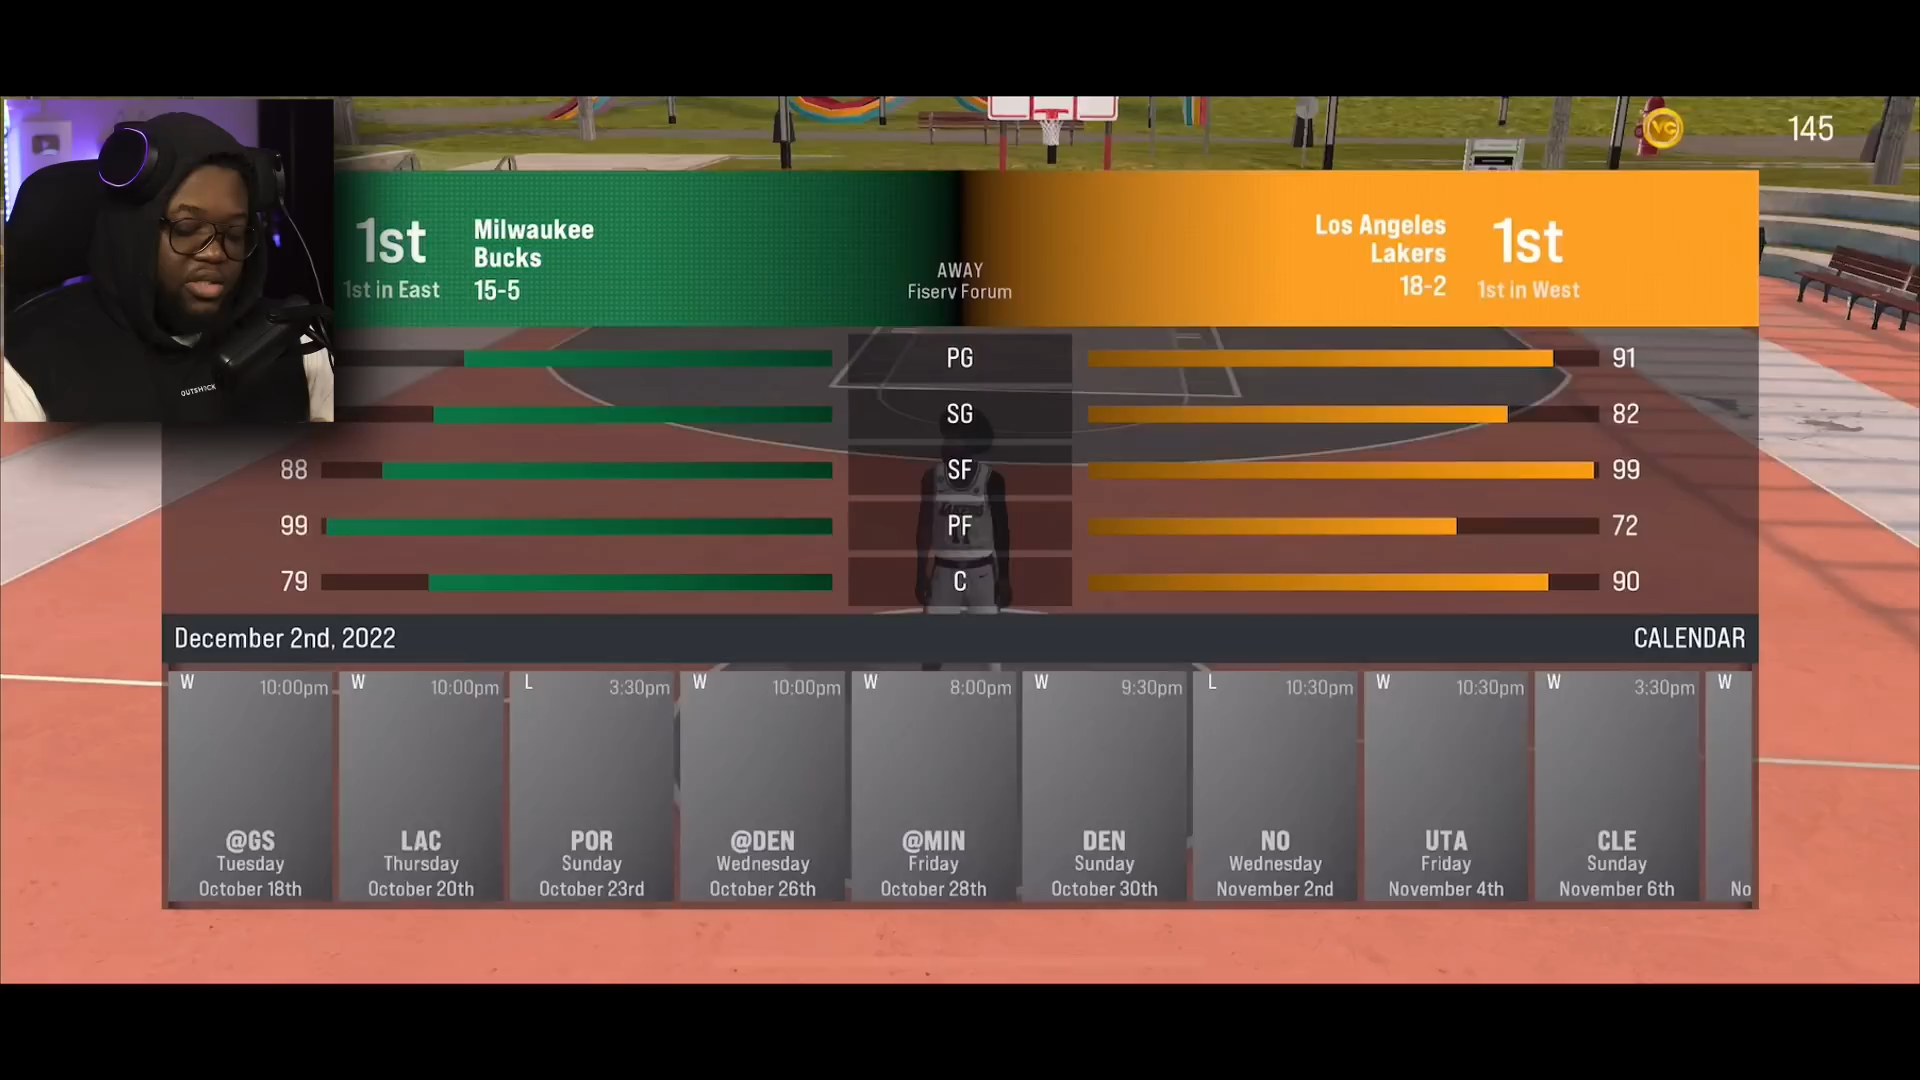 145
1st
1st in East
Milwaukee
Bucks
15-5
AWAY
Fiserv Forum
Los Angeles
Lakers
18-2
1st
1st in West
PG 91
SG 82
88 SF 99
99 PF 72
79 C 90
December 2nd, 2022 CALENDAR
W 10:00pm
@GS
Tuesday
October 18th
W 10:00pm
LAC
Thursday
October 20th
L 3:30pm
POR
Sunday
October 23rd
W 10:00pm
@DEN
Wednesday
October 26th
W 8:00pm
@MIN
Friday
October 28th
W 9:30pm
DEN
Sunday
October 30th
L 10:30pm
NO
Wednesday
November 2nd
W 10:30pm
UTA
Friday
November 4th
W 3:30pm
CLE
Sunday
November 6th
W
No
VC